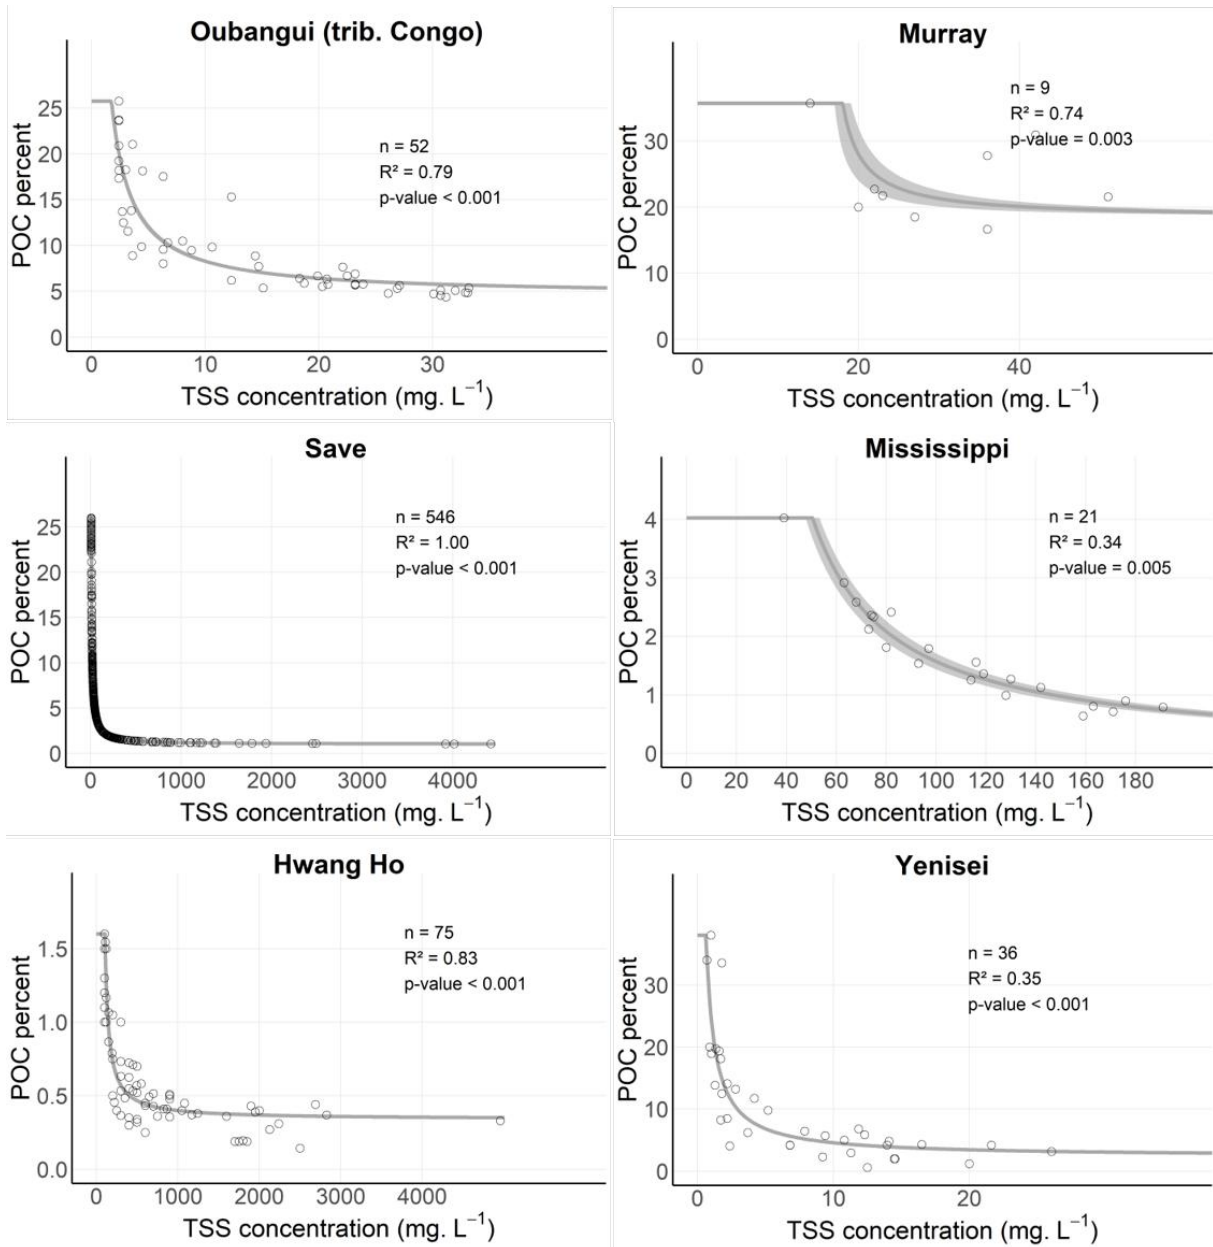 Oubangui (trib. Congo)
25
20
15
10
5
0
POC percent
n = 52
R² = 0.79
p-value < 0.001
0 10 20 30
TSS concentration (mg. L⁻¹)
Murray
30
20
10
0
POC percent
n = 9
R² = 0.74
p-value = 0.003
0 20 40
TSS concentration (mg. L⁻¹)
Save
25
20
15
10
5
0
POC percent
n = 546
R² = 1.00
p-value < 0.001
0 1000 2000 3000 4000
TSS concentration (mg. L⁻¹)
Mississippi
4
3
2
1
0
POC percent
n = 21
R² = 0.34
p-value = 0.005
0 20 40 60 80 100 120 140 160 180
TSS concentration (mg. L⁻¹)
Hwang Ho
1.5
1.0
0.5
0.0
POC percent
n = 75
R² = 0.83
p-value < 0.001
0 1000 2000 3000 4000
TSS concentration (mg. L⁻¹)
Yenisei
30
20
10
0
POC percent
n = 36
R² = 0.35
p-value < 0.001
0 10 20
TSS concentration (mg. L⁻¹)